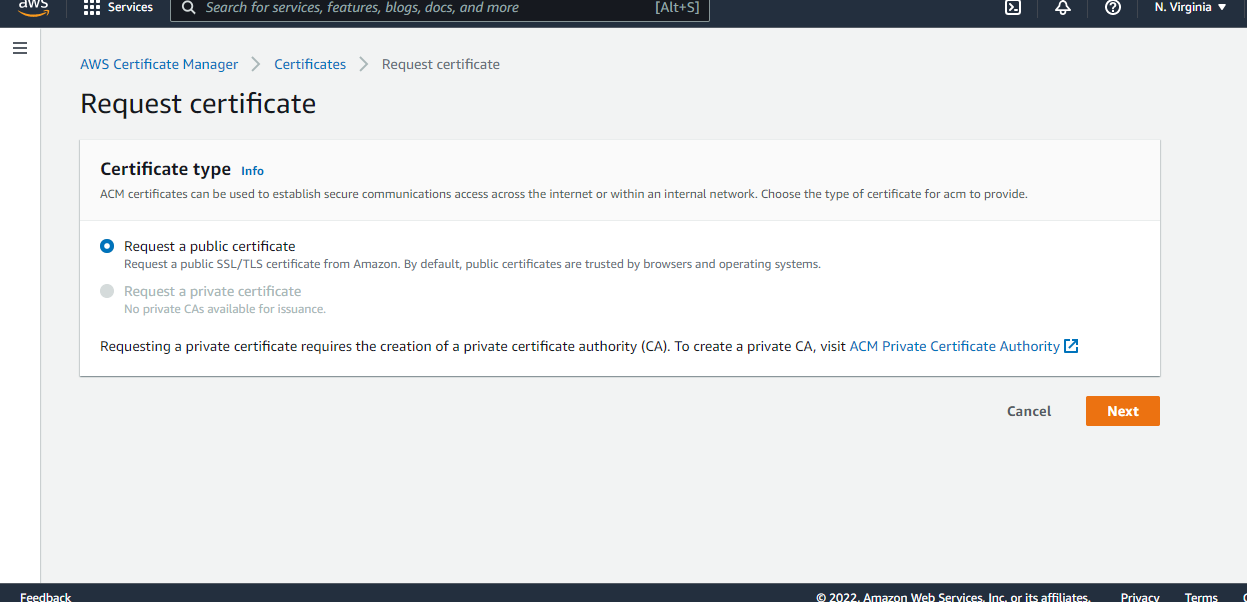 aws Services Search for services, features, blogs, docs, and more [Alt+S] N. Virginia
AWS Certificate Manager Certificates Request certificate
Request certificate
Certificate type Info
ACM certificates can be used to establish secure communications access across the internet or within an internal network. Choose the type of certificate for acm to provide.
Request a public certificate
Request a public SSL/TLS certificate from Amazon. By default, public certificates are trusted by browsers and operating systems.
Request a private certificate
No private CAs available for issuance.
Requesting a private certificate requires the creation of a private certificate authority (CA). To create a private CA, visit ACM Private Certificate Authority
Cancel Next
Feedback © 2022, Amazon Web Services, Inc. or its affiliates. Privacy Terms